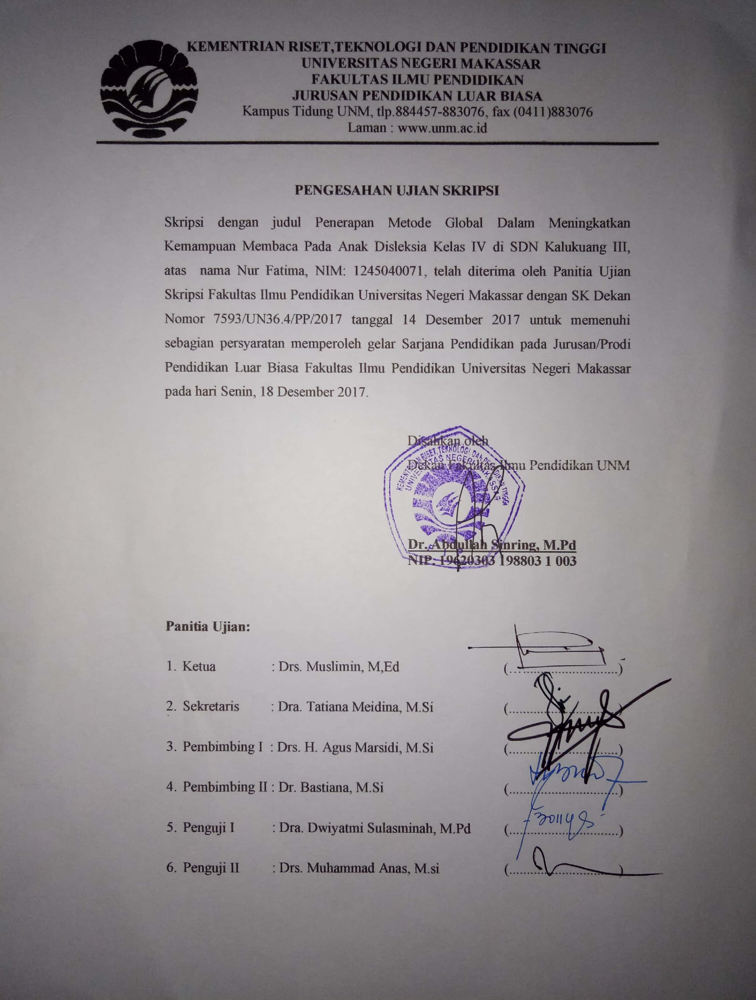 KEMENTRIAN RISET,TEKNOLOGI DAN PENDIDIKAN TINGGI
UNIVERSITAS NEGERI MAKASSAR
FAKULTAS ILMU PENDIDIKAN
JURUSAN PENDIDIKAN LUAR BIASA
Kampus Tidung UNM, tlp.884457-883076, fax (0411)883076
Laman : www.unm.ac.id
PENGESAHAN UJIAN SKRIPSI
Skripsi dengan judul Penerapan Metode Global Dalam Meningkatkan
Kemampuan Membaca Pada Anak Disleksia Kelas IV di SDN Kalukuang III,
atas nama Nur Fatima, NIM: 1245040071, telah diterima oleh Panitia Ujian
Skripsi Fakultas Ilmu Pendidikan Universitas Negeri Makassar dengan SK Dekan
Nomor 7593/UN36.4/PP/2017 tanggal 14 Desember 2017 untuk memenuhi
sebagian persyaratan memperoleh gelar Sarjana Pendidikan pada Jurusan/Prodi
Pendidikan Luar Biasa Fakultas Ilmu Pendidikan Universitas Negeri Makassar
pada hari Senin, 18 Desember 2017.
Disahkan oleh
Dekan Fakultas Ilmu Pendidikan UNM
KEMENTERIAN RISET, TEKNOLOGI DAN PENDIDIKAN TINGGI
UNIVERSITAS NEGERI MAKASSAR
Dr. Abdullah Sinring, M.Pd
NIP. 19620303 198803 1 003
Panitia Ujian:
1. Ketua : Drs. Muslimin, M,Ed (..................................)
2. Sekretaris : Dra. Tatiana Meidina, M.Si (..................................)
3. Pembimbing I : Drs. H. Agus Marsidi, M.Si (..................................)
4. Pembimbing II : Dr. Bastiana, M.Si (..................................)
5. Penguji I : Dra. Dwiyatmi Sulasminah, M.Pd (..................................)
6. Penguji II : Drs. Muhammad Anas, M.si (..................................)